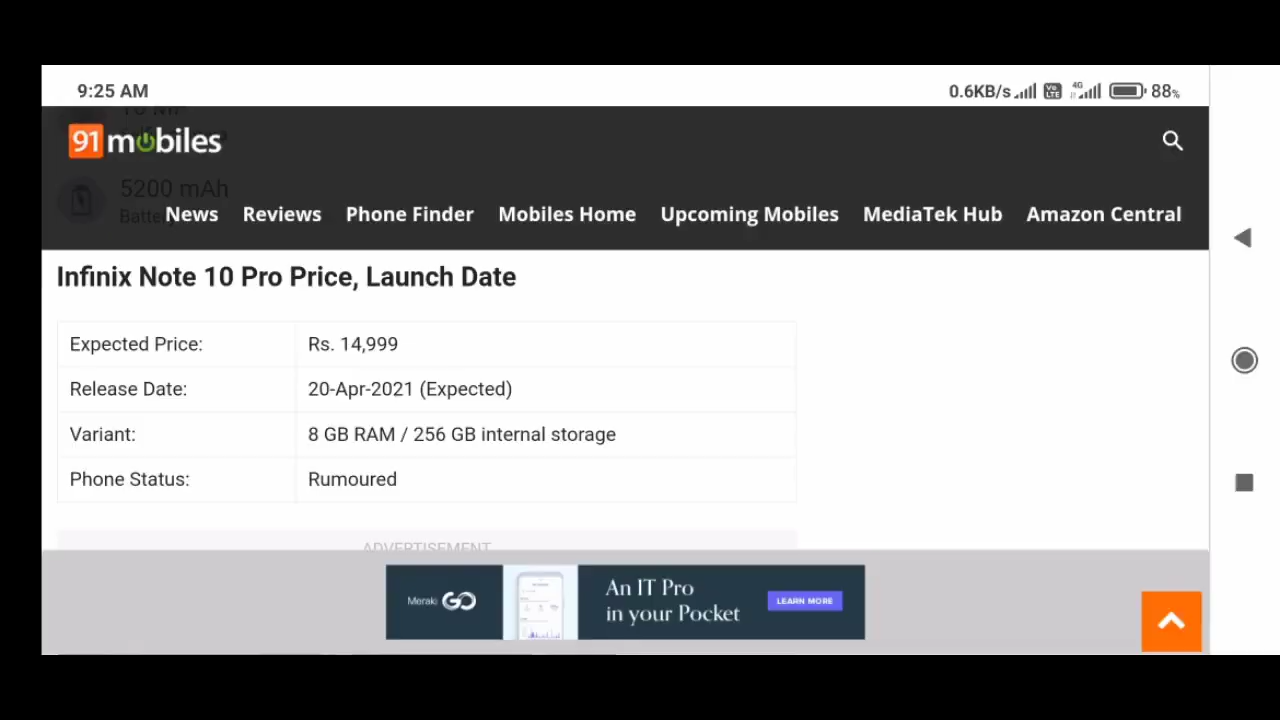 9:25 AM
0.6KB/s
Vo
LTE
4G
88%
91mobiles
5200 mAh
News Reviews Phone Finder Mobiles Home Upcoming Mobiles MediaTek Hub Amazon Central
Infinix Note 10 Pro Price, Launch Date
Expected Price: Rs. 14,999
Release Date: 20-Apr-2021 (Expected)
Variant: 8 GB RAM / 256 GB internal storage
Phone Status: Rumoured
ADVERTISEMENT
Meraki GO
An IT Pro
in your Pocket
LEARN MORE